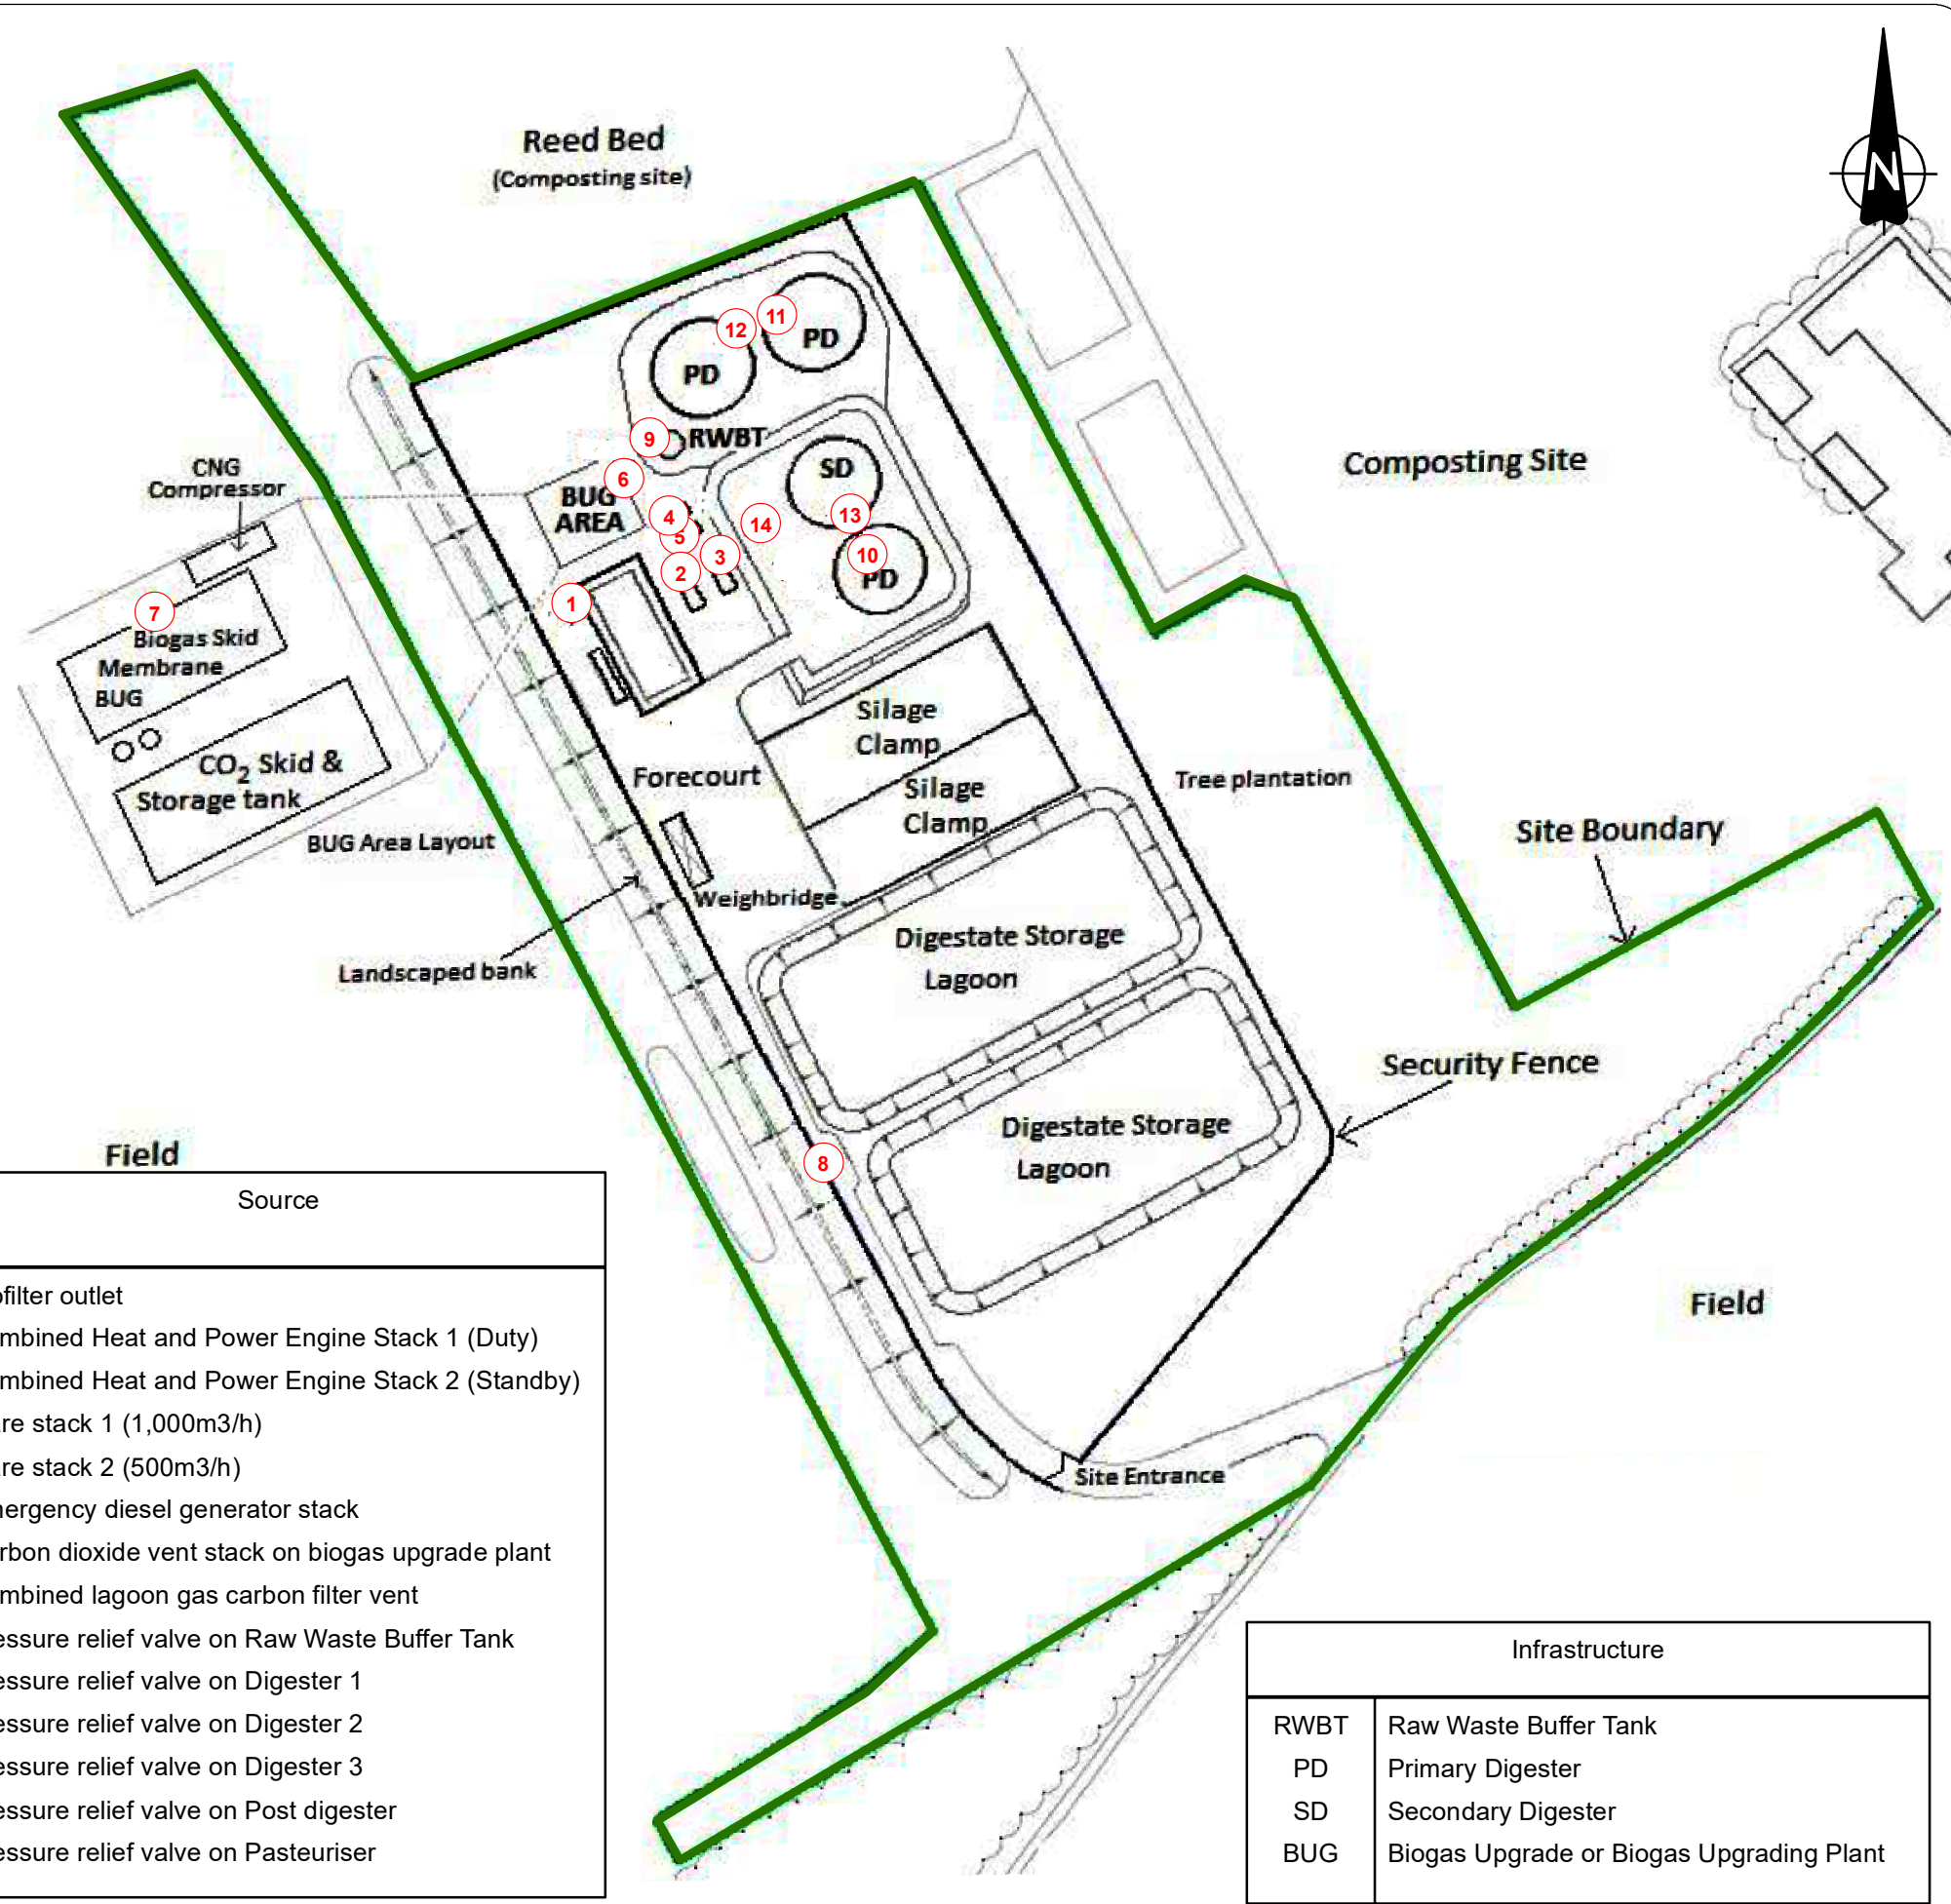 N
Reed Bed
(Composting site)
11
12
PD
PD
9
RWBT
6
BUG
AREA
SD
4
5
14
13
3
10
2
PD
1
Composting Site
CNG
Compressor
7
Biogas Skid
Membrane
BUG
CO2 Skid &
Storage tank
BUG Area Layout
Silage
Clamp
Silage
Clamp
Forecourt
Tree plantation
Site Boundary
Weighbridge
Landscaped bank
Digestate Storage
Lagoon
Security Fence
Digestate Storage
Lagoon
8
Field
Field
Site Entrance
Source
ofilter outlet
mbined Heat and Power Engine Stack 1 (Duty)
mbined Heat and Power Engine Stack 2 (Standby)
are stack 1 (1,000m3/h)
are stack 2 (500m3/h)
nergency diesel generator stack
rbon dioxide vent stack on biogas upgrade plant
mbined lagoon gas carbon filter vent
essure relief valve on Raw Waste Buffer Tank
essure relief valve on Digester 1
essure relief valve on Digester 2
essure relief valve on Digester 3
essure relief valve on Post digester
essure relief valve on Pasteuriser
Infrastructure
RWBT Raw Waste Buffer Tank
PD Primary Digester
SD Secondary Digester
BUG Biogas Upgrade or Biogas Upgrading Plant